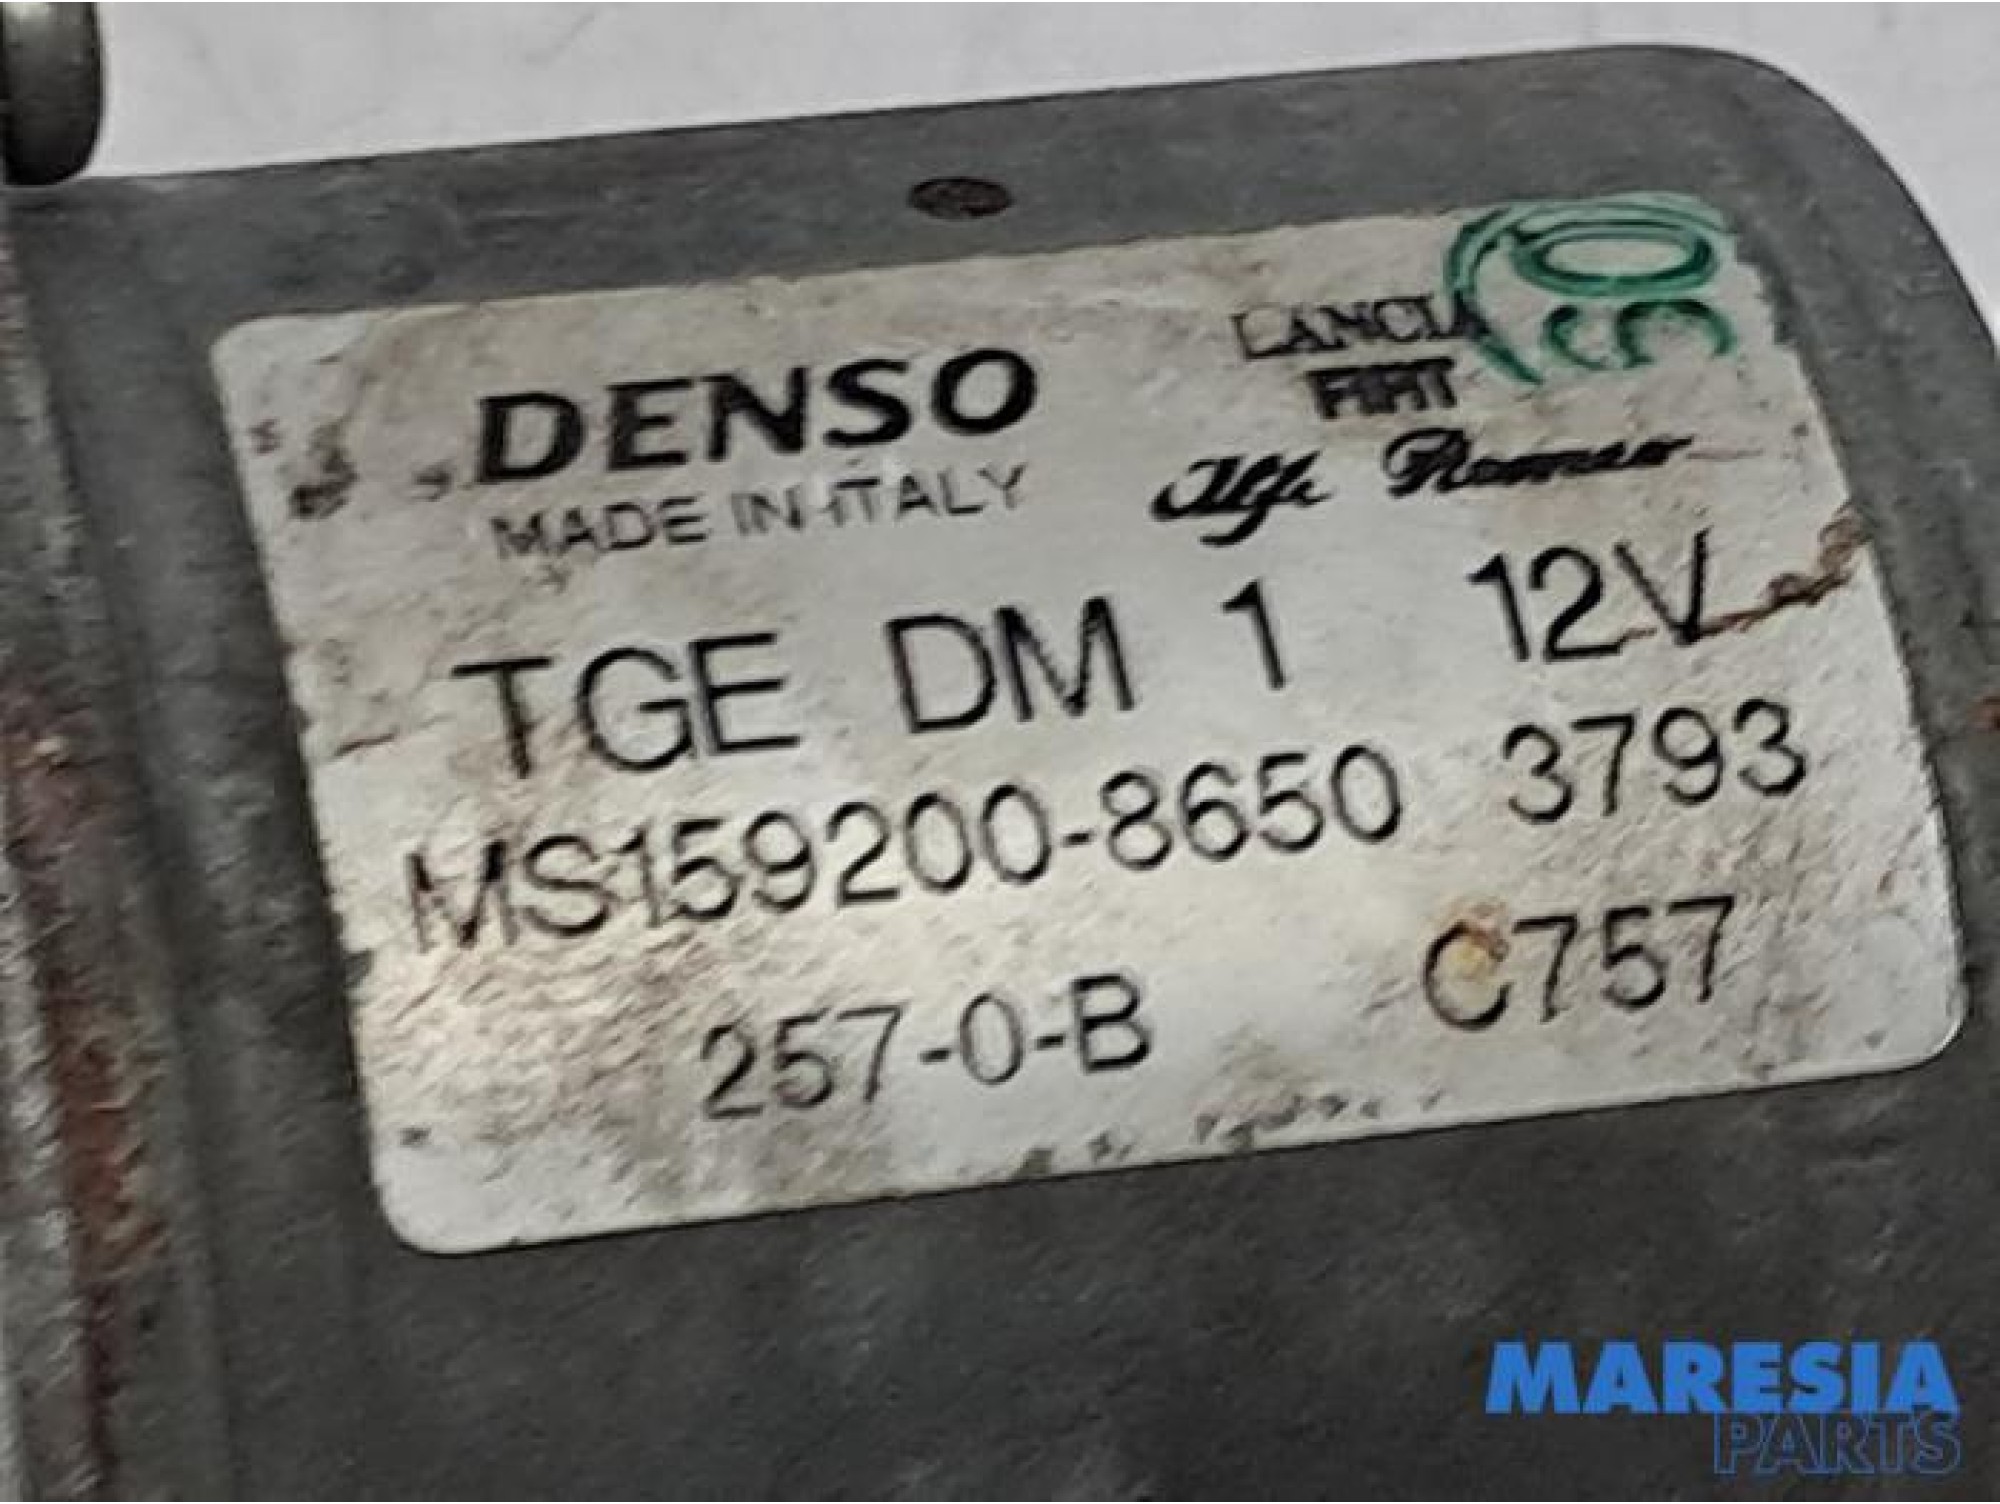 LANCIA
DENSO FIAT
MADE IN ITALY Alfa Romeo
TGE DM 1 12V
MS159200-8650 3793
257-0-B C757
MARESIA
PARTS